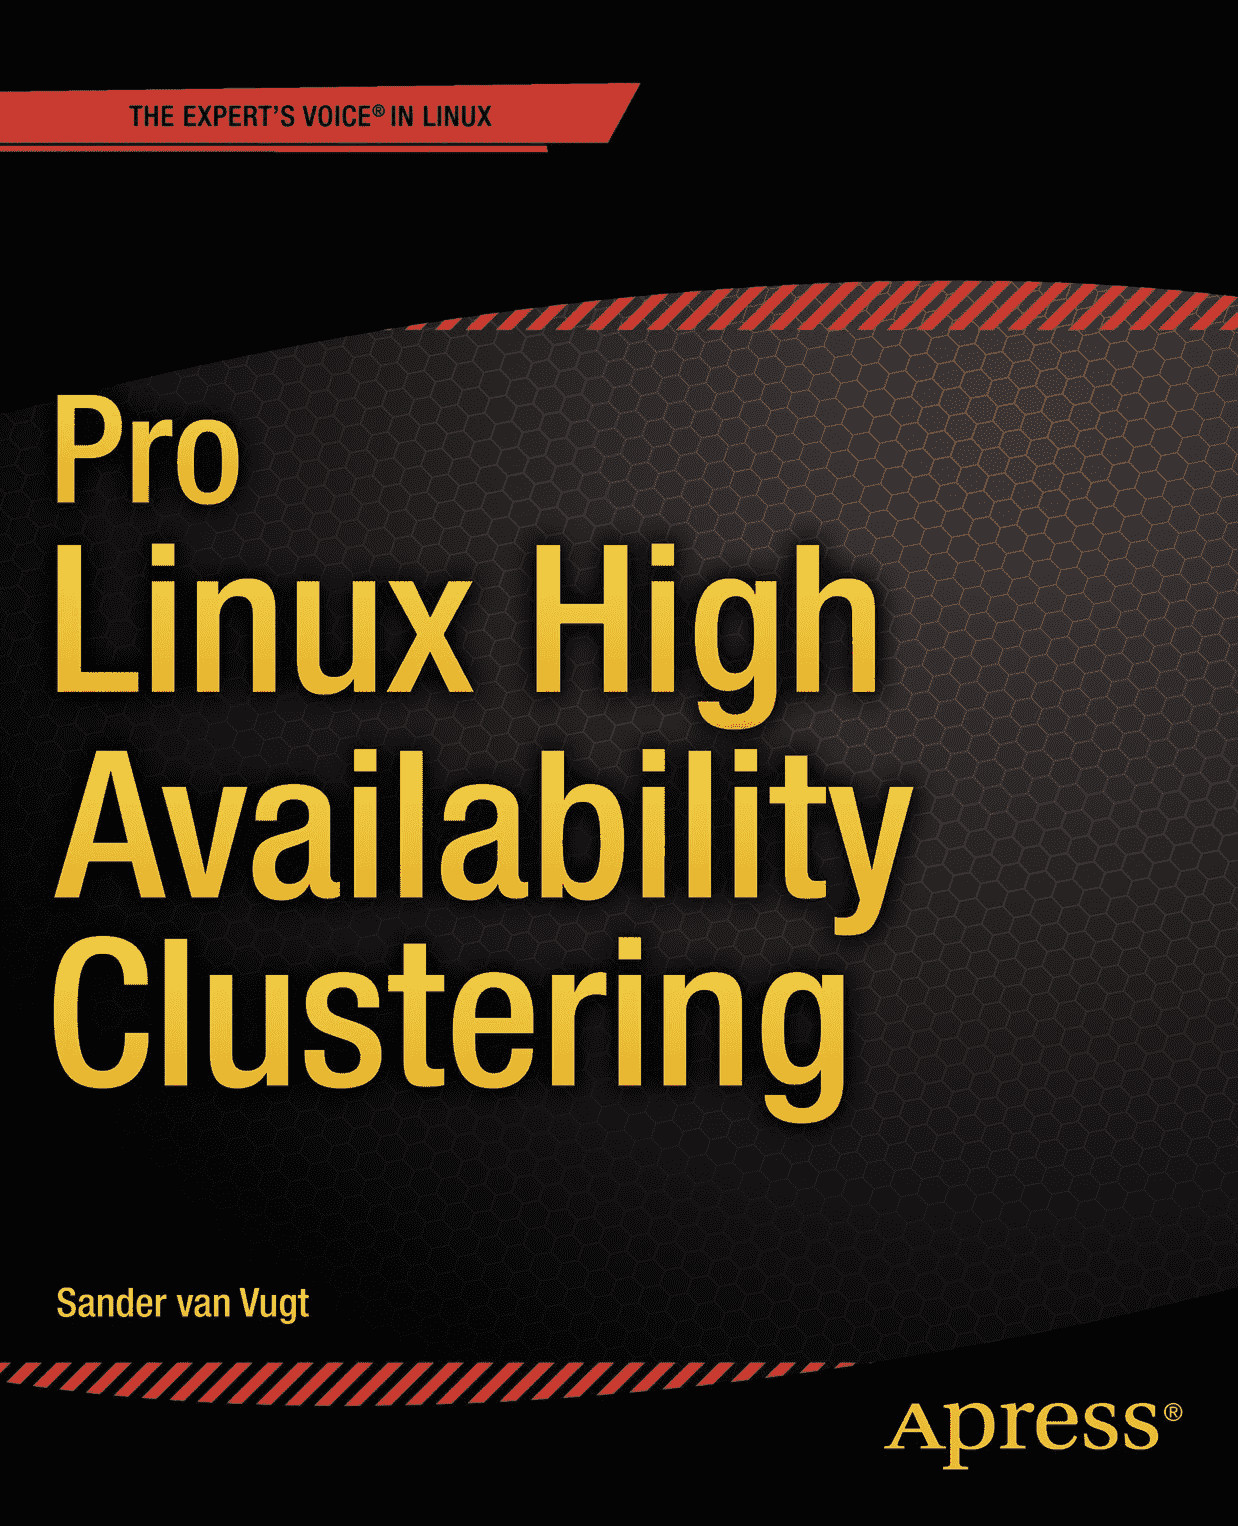 THE EXPERT'S VOICE® IN LINUX
Pro
Linux High
Availability
Clustering
Sander van Vugt
Apress®